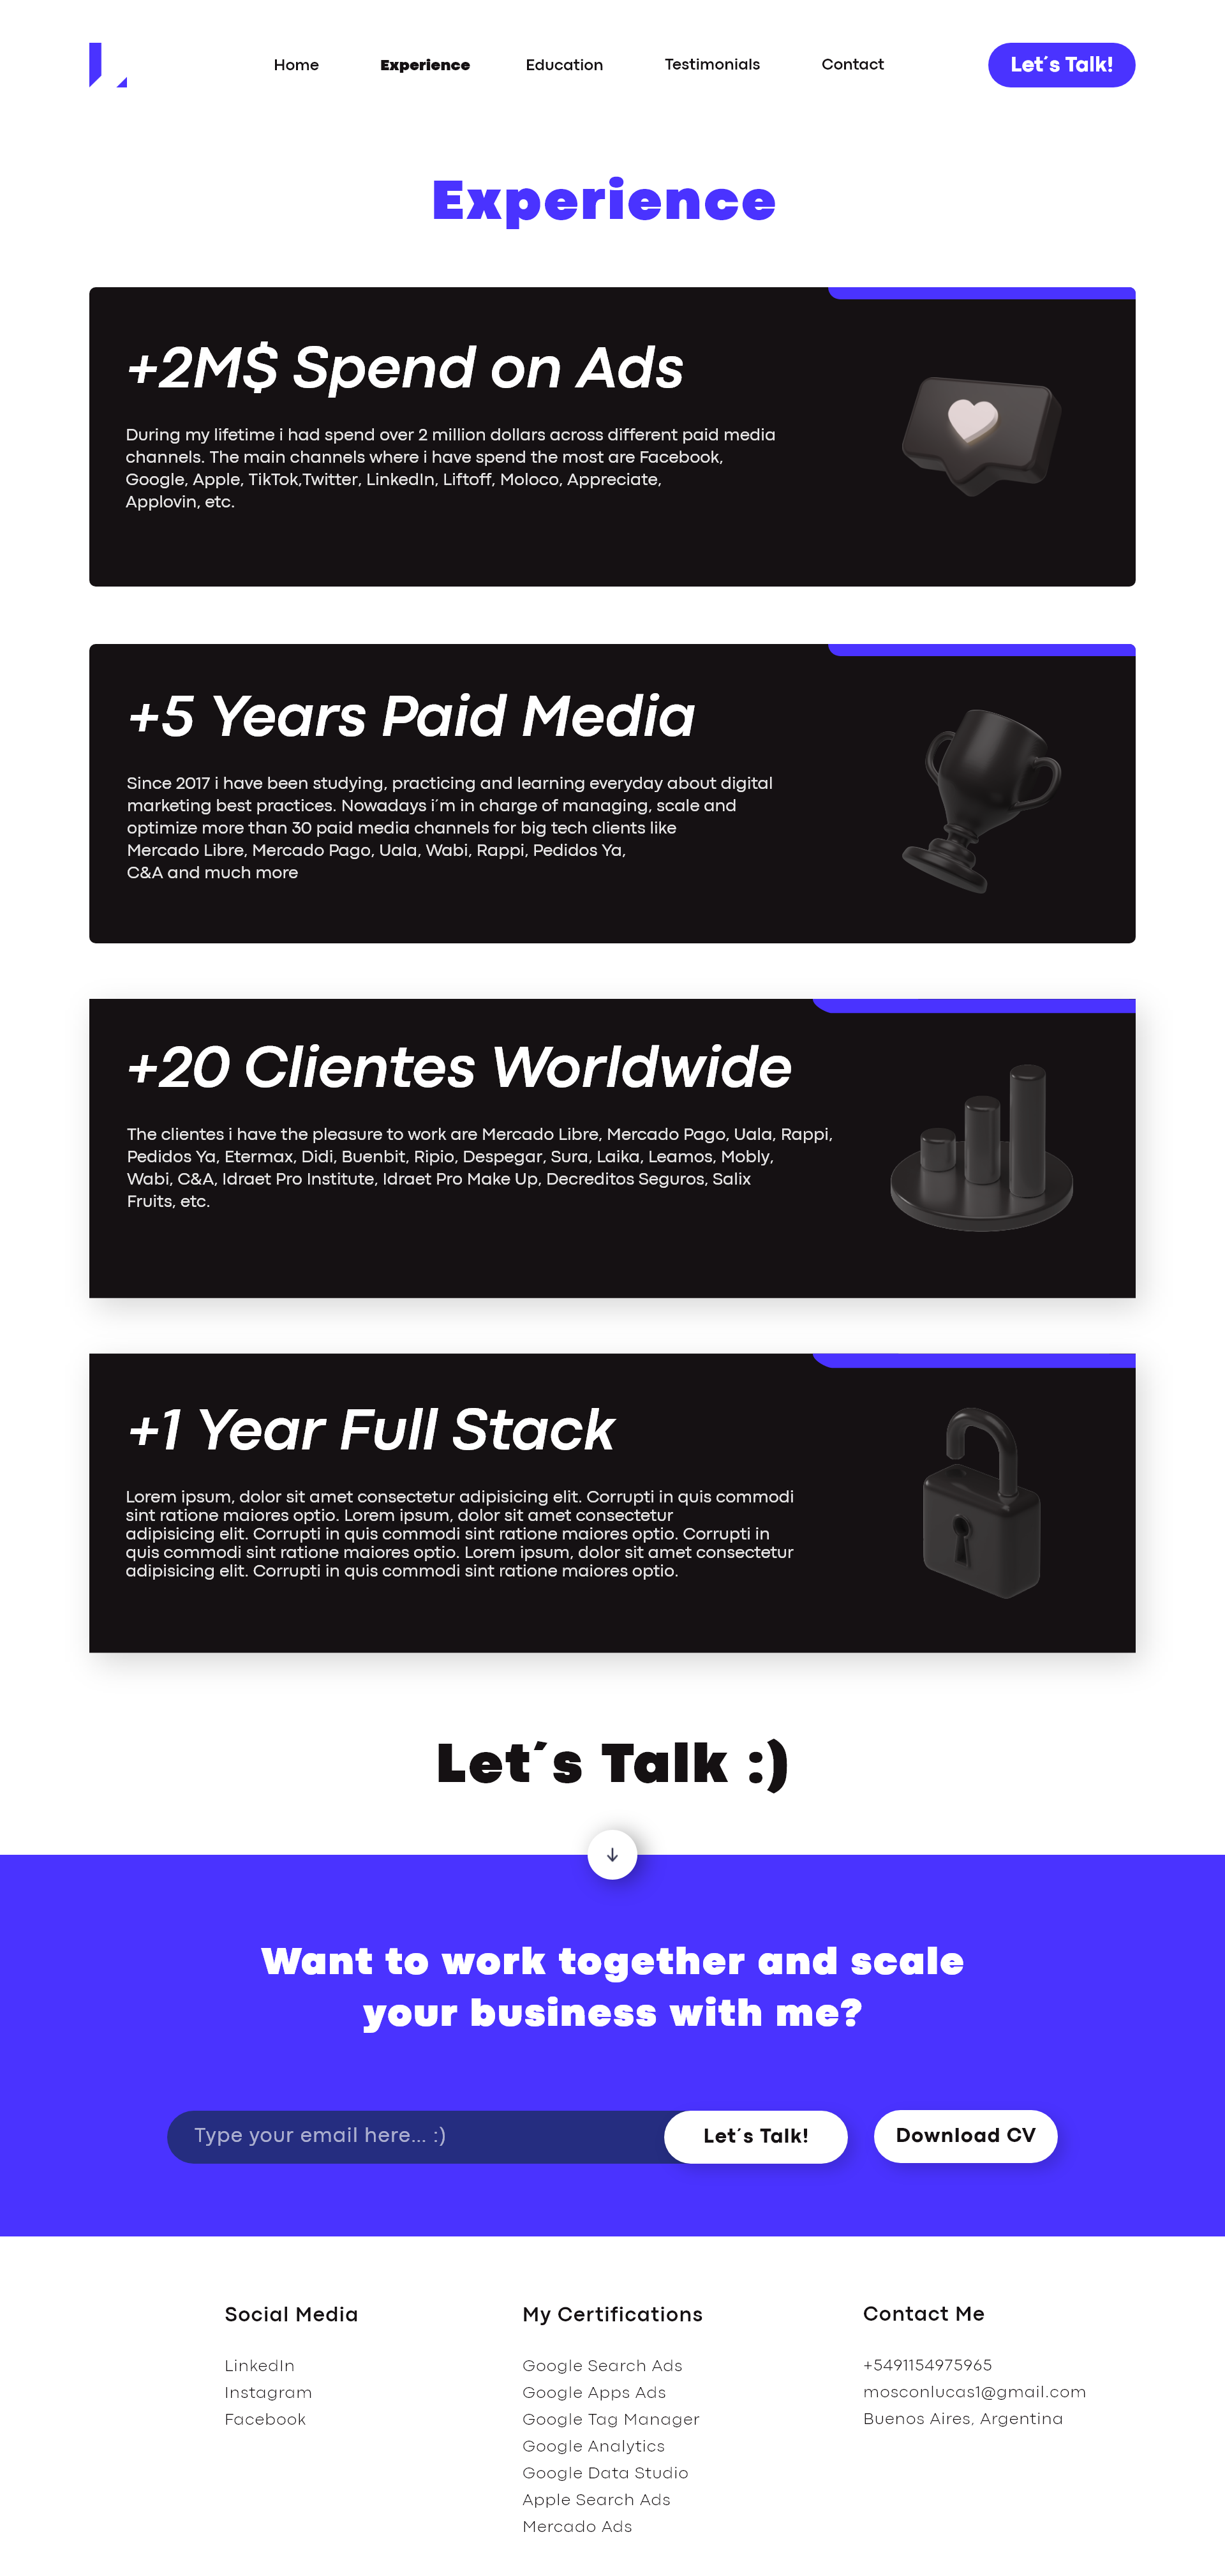 Home
Experience
Education
Testimonials
Contact
Let´s Talk!
Experience
+2M$ Spend on Ads
During my lifetime i had spend over 2 million dollars across different paid media
channels. The main channels where i have spend the most are Facebook,
Google, Apple, TikTok,Twitter, LinkedIn, Liftoff, Moloco, Appreciate,
Applovin, etc.
+5 Years Paid Media
Since 2017 i have been studying, practicing and learning everyday about digital
marketing best practices. Nowadays i´m in charge of managing, scale and
optimize more than 30 paid media channels for big tech clients like
Mercado Libre, Mercado Pago, Uala, Wabi, Rappi, Pedidos Ya,
C&A and much more
+20 Clientes Worldwide
The clientes i have the pleasure to work are Mercado Libre, Mercado Pago, Uala, Rappi,
Pedidos Ya, Etermax, Didi, Buenbit, Ripio, Despegar, Sura, Laika, Leamos, Mobly,
Wabi, C&A, Idraet Pro Institute, Idraet Pro Make Up, Decreditos Seguros, Salix
Fruits, etc.
+1 Year Full Stack
Lorem ipsum, dolor sit amet consectetur adipisicing elit. Corrupti in quis commodi
sint ratione maiores optio. Lorem ipsum, dolor sit amet consectetur
adipisicing elit. Corrupti in quis commodi sint ratione maiores optio. Corrupti in
quis commodi sint ratione maiores optio. Lorem ipsum, dolor sit amet consectetur
adipisicing elit. Corrupti in quis commodi sint ratione maiores optio.
Let´s Talk :)
Want to work together and scale
your business with me?
Type your email here... :)
Let´s Talk!
Download CV
Social Media
LinkedIn
Instagram
Facebook
My Certifications
Google Search Ads
Google Apps Ads
Google Tag Manager
Google Analytics
Google Data Studio
Apple Search Ads
Mercado Ads
Contact Me
+5491154975965
mosconlucas1@gmail.com
Buenos Aires, Argentina